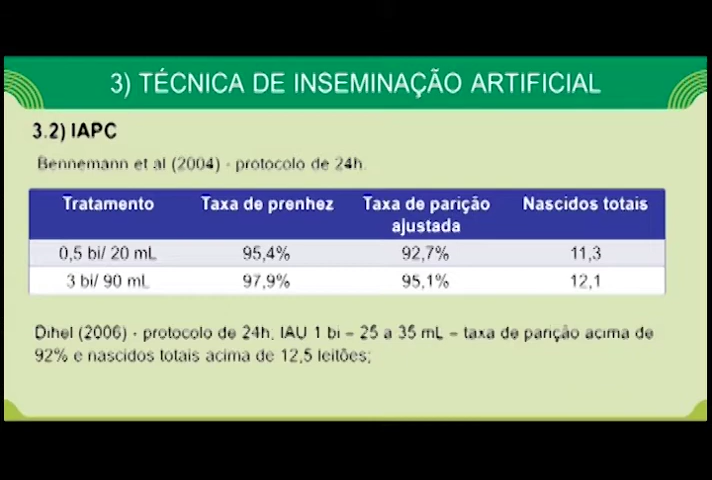 3) TÉCNICA DE INSEMINAÇÃO ARTIFICIAL
3.2) IAPC
Bennemann et al (2004) - protocolo de 24h.
Tratamento Taxa de prenhez Taxa de parição ajustada Nascidos totais
0,5 bi/ 20 mL 95,4% 92,7% 11,3
3 bi/ 90 mL 97,9% 95,1% 12,1
Dihel (2006) - protocolo de 24h. IAU 1 bi – 25 a 35 mL – taxa de parição acima de
92% e nascidos totais acima de 12,5 leitões;